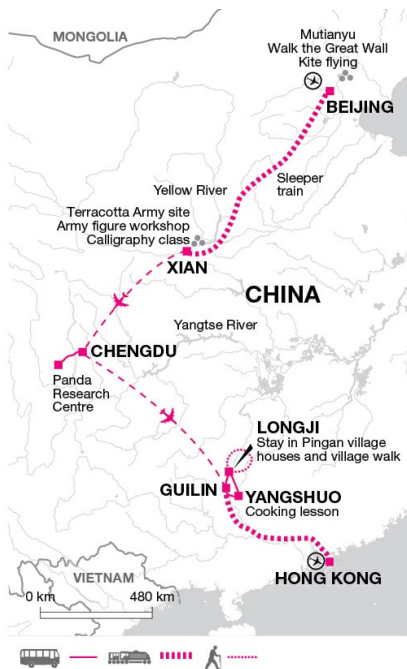 MONGOLIA
Mutianyu
Walk the Great Wall
Kite flying
BEIJING
Sleeper
train
Yellow River
Terracotta Army site
Army figure workshop
Calligraphy class
XIAN
CHINA
Yangtse River
CHENGDU
Panda
Research
Centre
LONGJI
Stay in Pingan village
houses and village walk
GUILIN
YANGSHUO
Cooking lesson
HONG KONG
VIETNAM
0 km
480 km